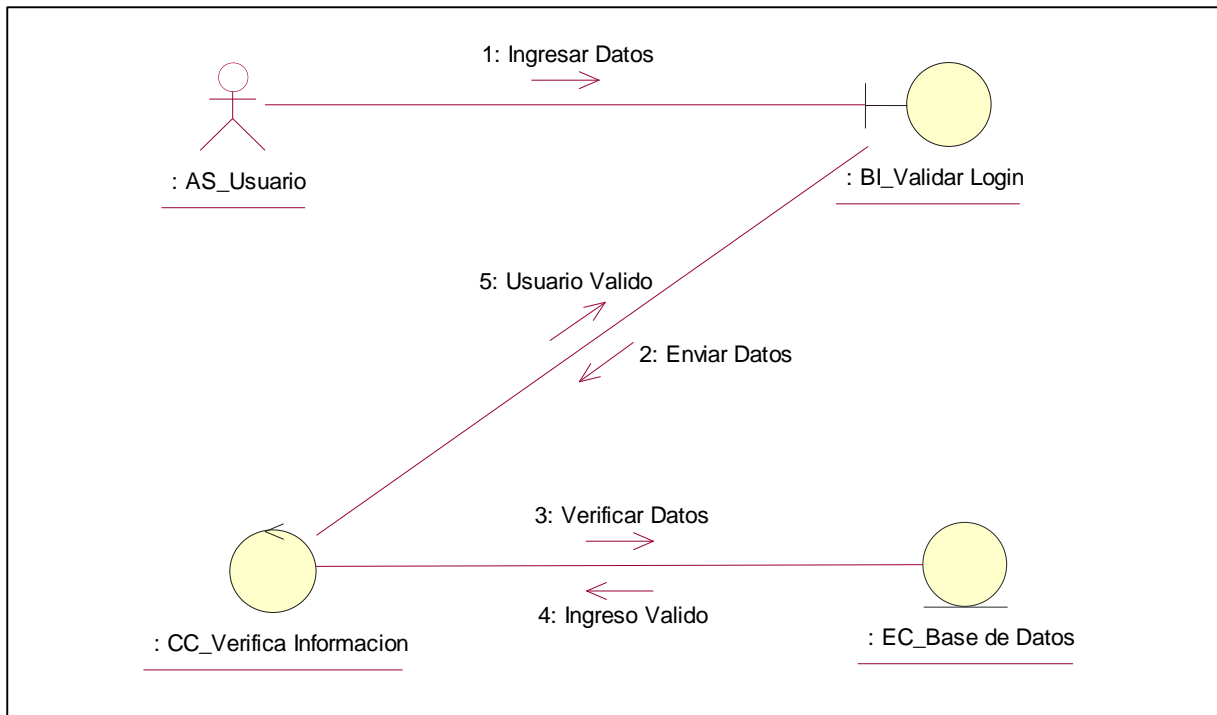 1: Ingresar Datos
: AS_Usuario
: BI_Validar Login
5: Usuario Valido
2: Enviar Datos
3: Verificar Datos
4: Ingreso Valido
: CC_Verifica Informacion
: EC_Base de Datos